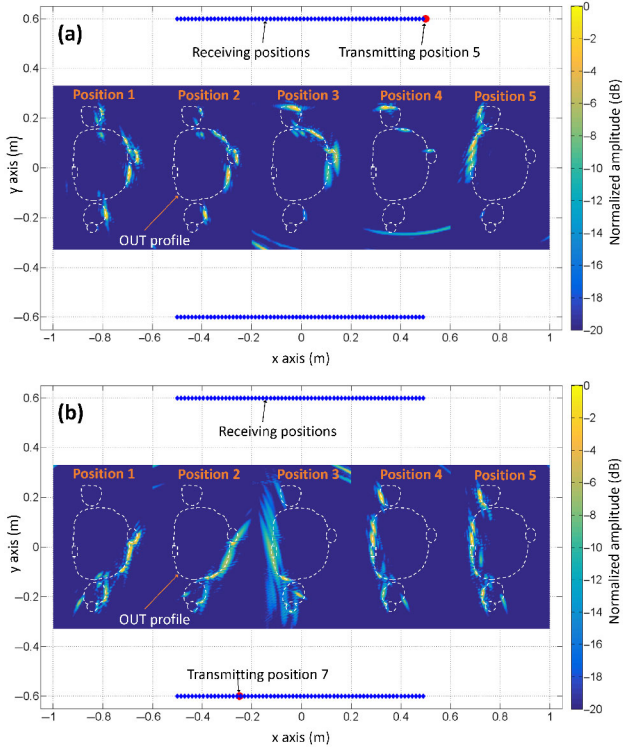 (a)
0.6
0.4
0.2
0
−0.2
−0.4
−0.6
y axis (m)
Receiving positions
Transmitting position 5
Position 1
Position 2
Position 3
Position 4
Position 5
OUT profile
−1
−0.8
−0.6
−0.4
−0.2
0
0.2
0.4
0.6
0.8
1
x axis (m)
0
−2
−4
−6
−8
−10
−12
−14
−16
−18
−20
Normalized amplitude (dB)
(b)
0.6
0.4
0.2
0
−0.2
−0.4
−0.6
y axis (m)
Receiving positions
Position 1
Position 2
Position 3
Position 4
Position 5
OUT profile
Transmitting position 7
−1
−0.8
−0.6
−0.4
−0.2
0
0.2
0.4
0.6
0.8
1
x axis (m)
0
−2
−4
−6
−8
−10
−12
−14
−16
−18
−20
Normalized amplitude (dB)